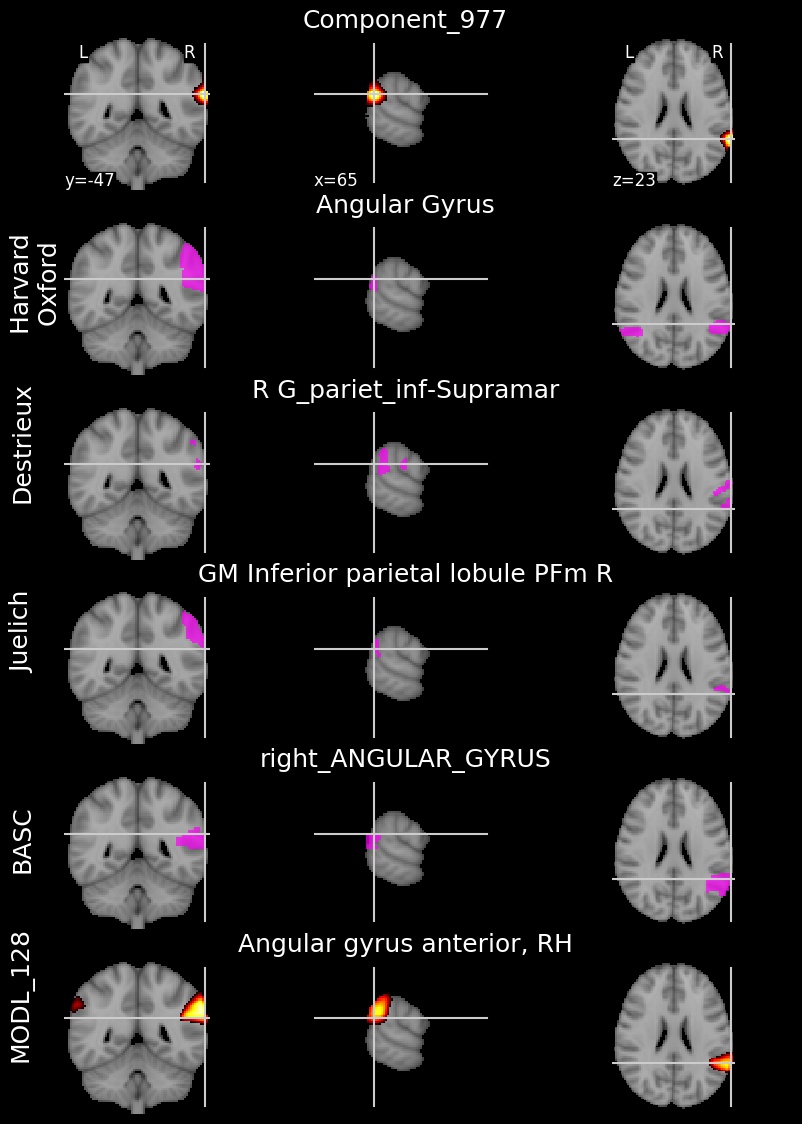 Component_977
L R
L R
y=-47
x=65
z=23
Angular Gyrus
Harvard
Oxford
R G_pariet_inf-Supramar
Destrieux
GM Inferior parietal lobule PFm R
Juelich
right_ANGULAR_GYRUS
BASC
Angular gyrus anterior, RH
MODL_128